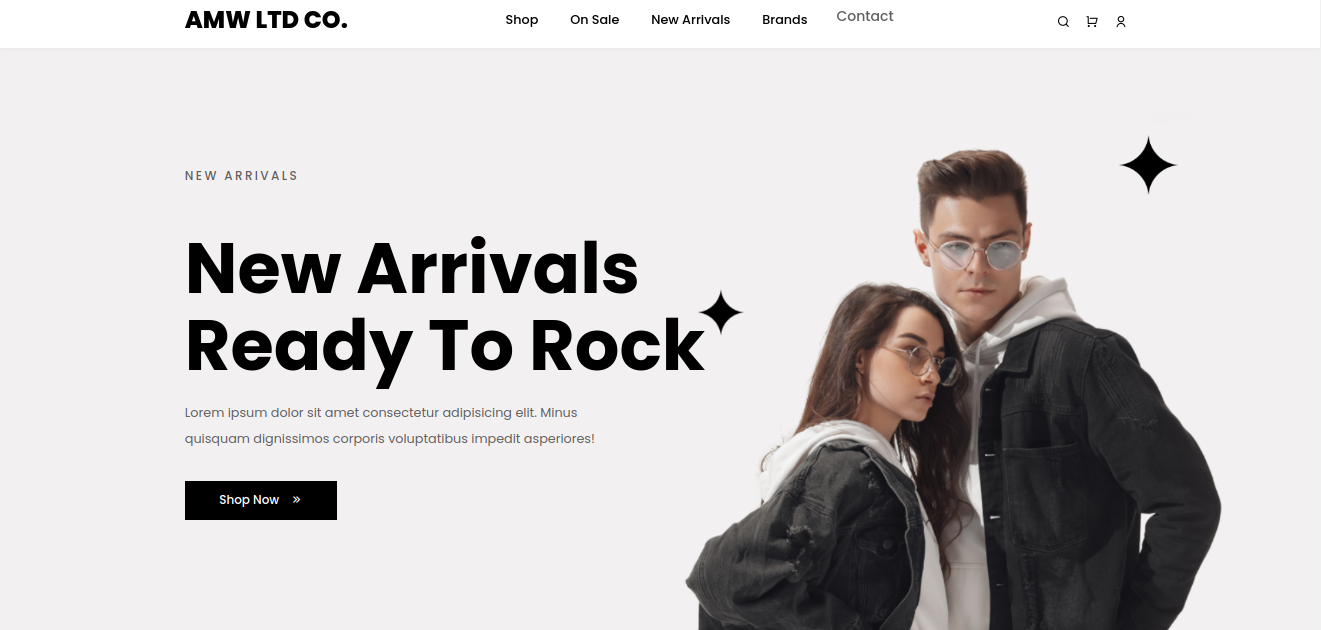 AMW LTD CO.
Shop On Sale New Arrivals Brands Contact
NEW ARRIVALS
New Arrivals
Ready To Rock
Lorem ipsum dolor sit amet consectetur adipisicing elit. Minus
quisquam dignissimos corporis voluptatibus impedit asperiores!
Shop Now »